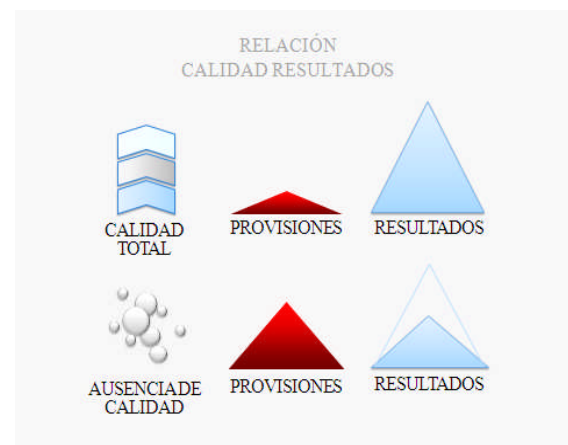 RELACIÓN
CALIDAD RESULTADOS
CALIDAD
TOTAL
PROVISIONES
RESULTADOS
AUSENCIA DE
CALIDAD
PROVISIONES
RESULTADOS